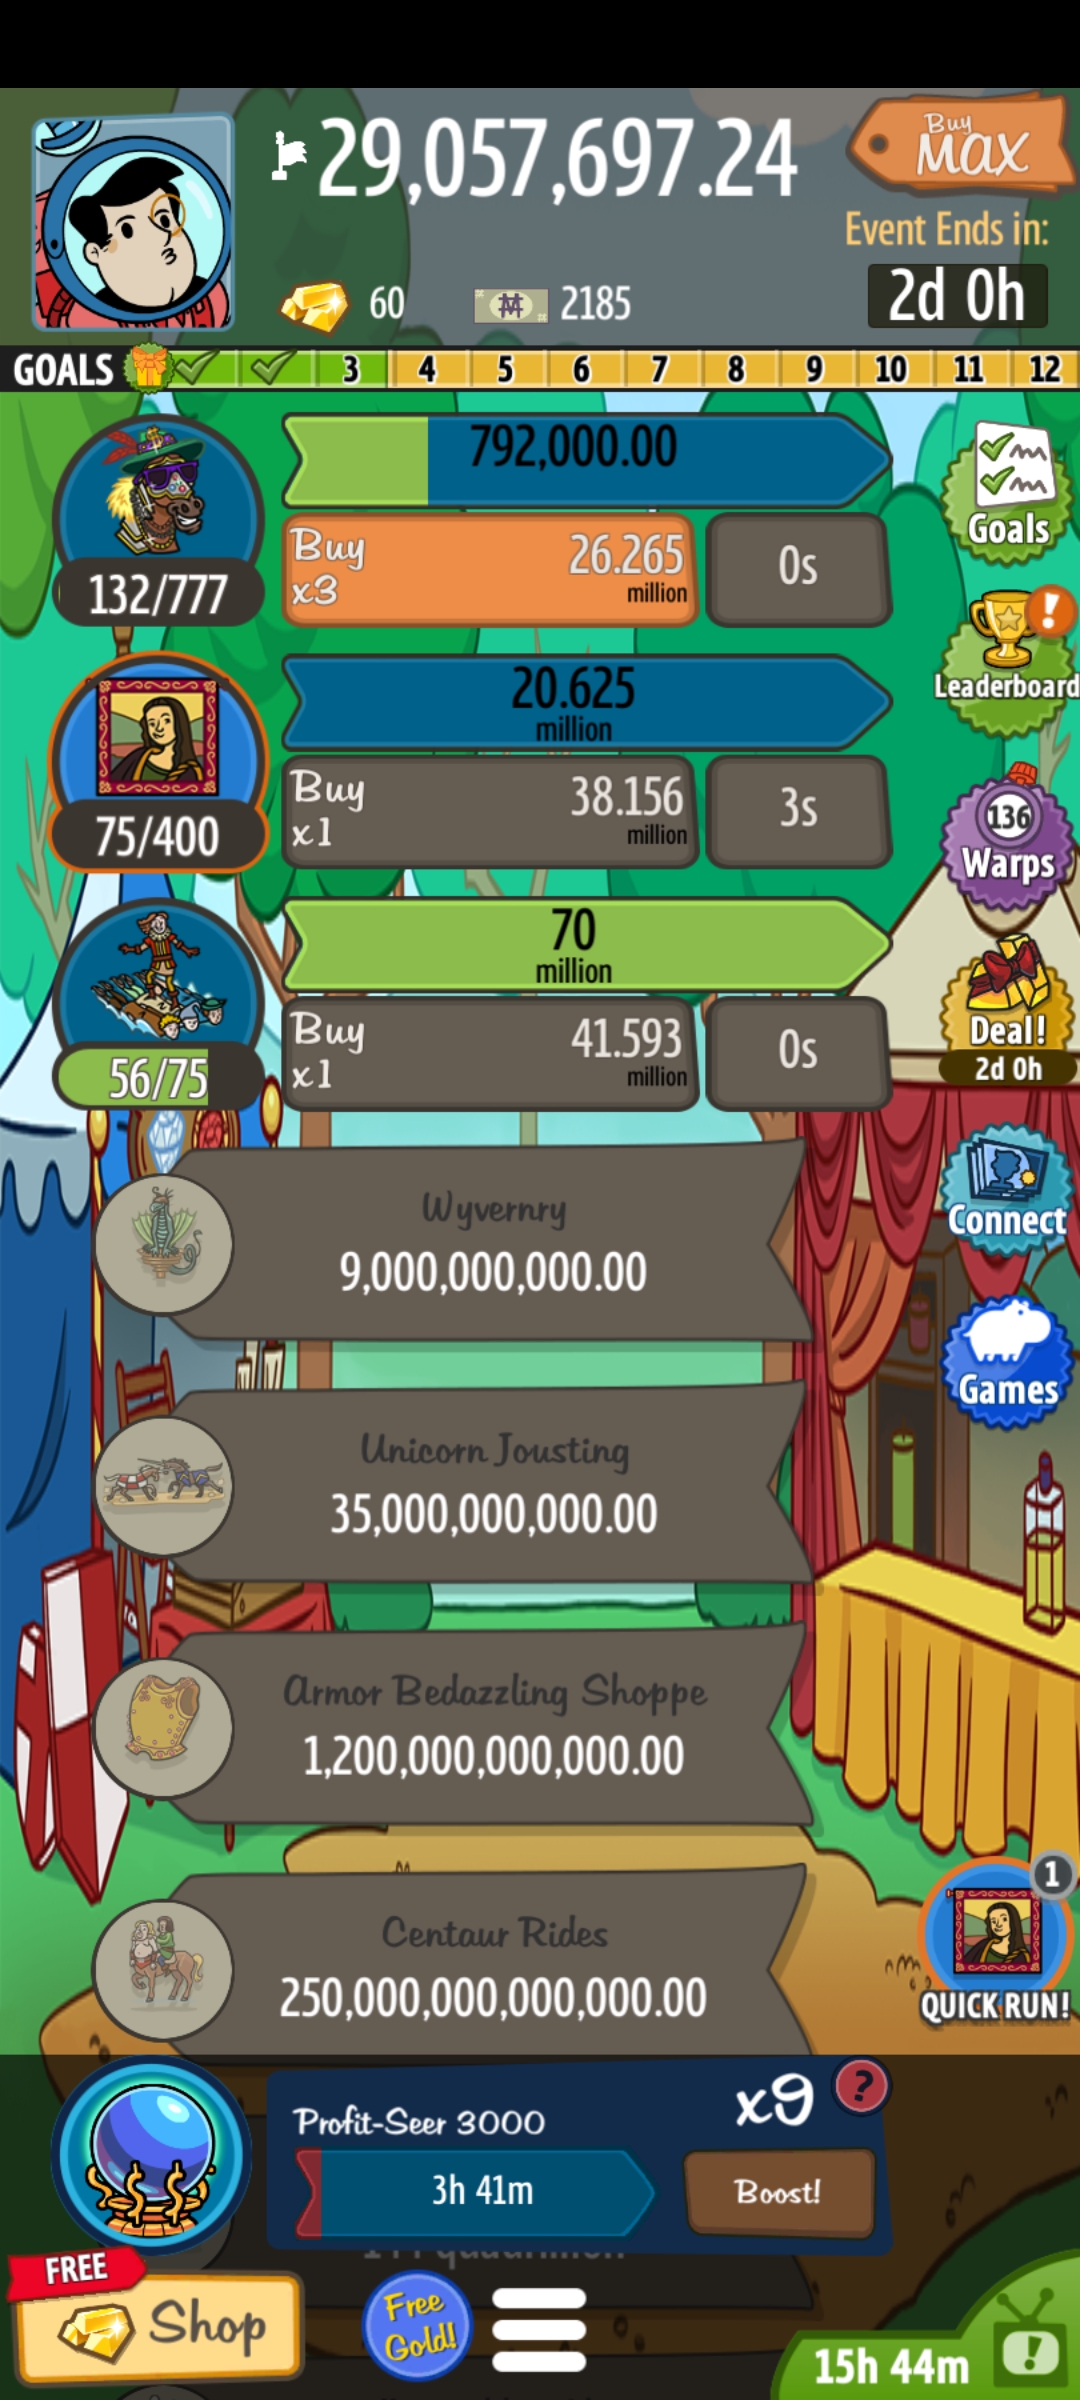 29,057,697.24
Buy
MAX
Event Ends in:
60
2185
2d 0h
GOALS
3
4
5
6
7
8
9
10
11
12
792,000.00
Goals
Buy
x3
26.265
million
0s
132/777
!
Leaderboard
20.625
million
Buy
x1
38.156
million
3s
75/400
136
Warps
70
million
Buy
x1
41.593
million
0s
56/75
Deal!
2d 0h
Wyvernry
9,000,000,000.00
Connect
Games
Unicorn Jousting
35,000,000,000.00
Armor Bedazzling Shoppe
1,200,000,000,000.00
1
Centaur Rides
250,000,000,000,000.00
QUICK RUN!
Profit-Seer 3000
x9
?
3h 41m
Boost!
FREE
Shop
Free
Gold!
15h 44m
!